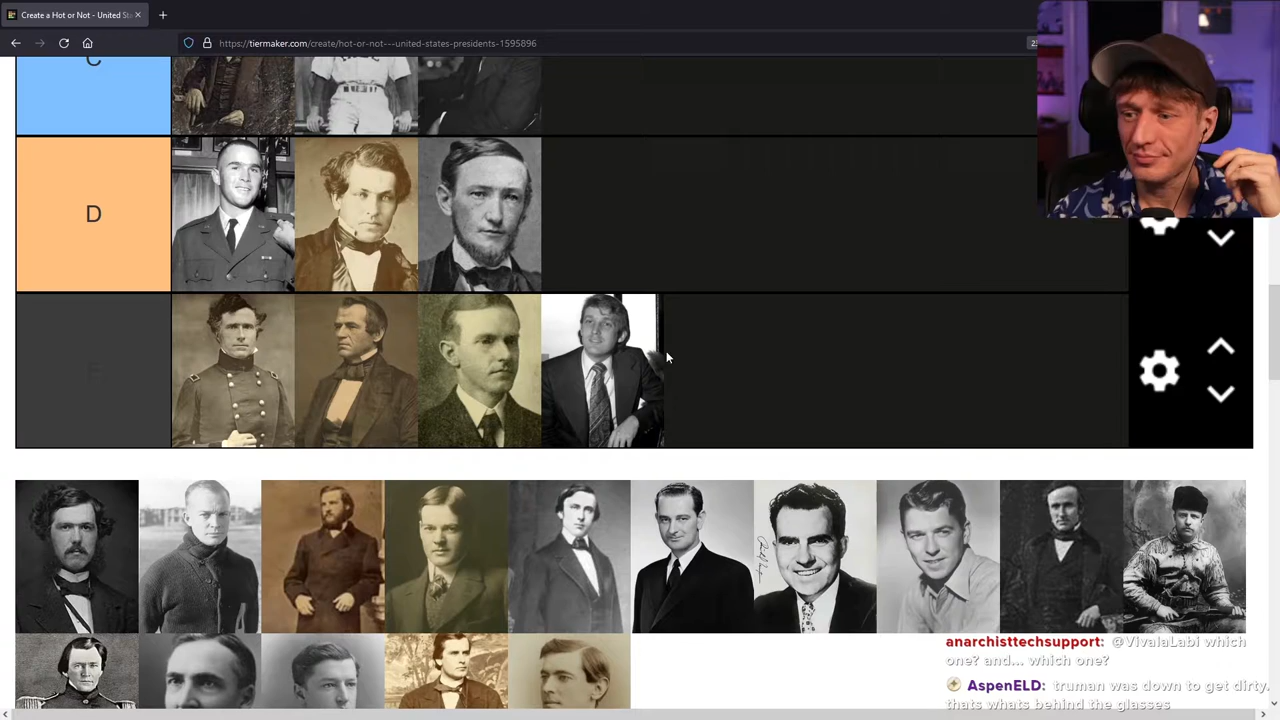 Create a Hot or Not - United St
https://tiermaker.com/create/hot-or-not---united-states-presidents-1595896
C
D
F
anarchisttechsupport: @VivalaLabi which
one? and... which one?
AspenELD: truman was down to get dirty.
thats whats behind the glasses